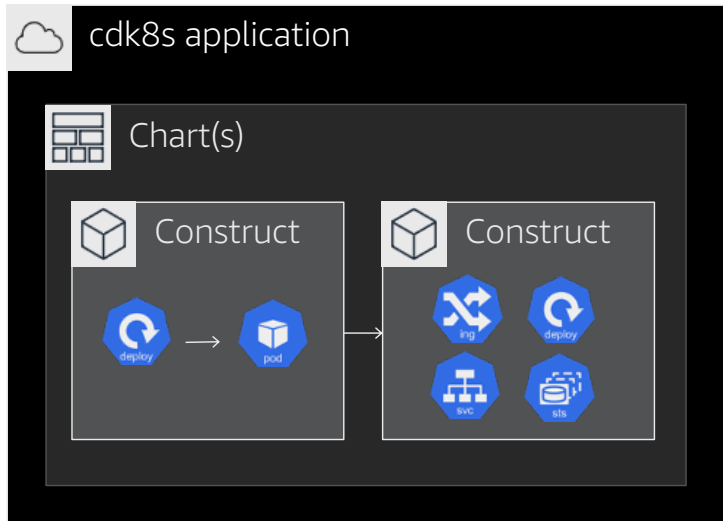 cdk8s application
Chart(s)
Construct
Construct
deploy
pod
ing
deploy
svc
sts